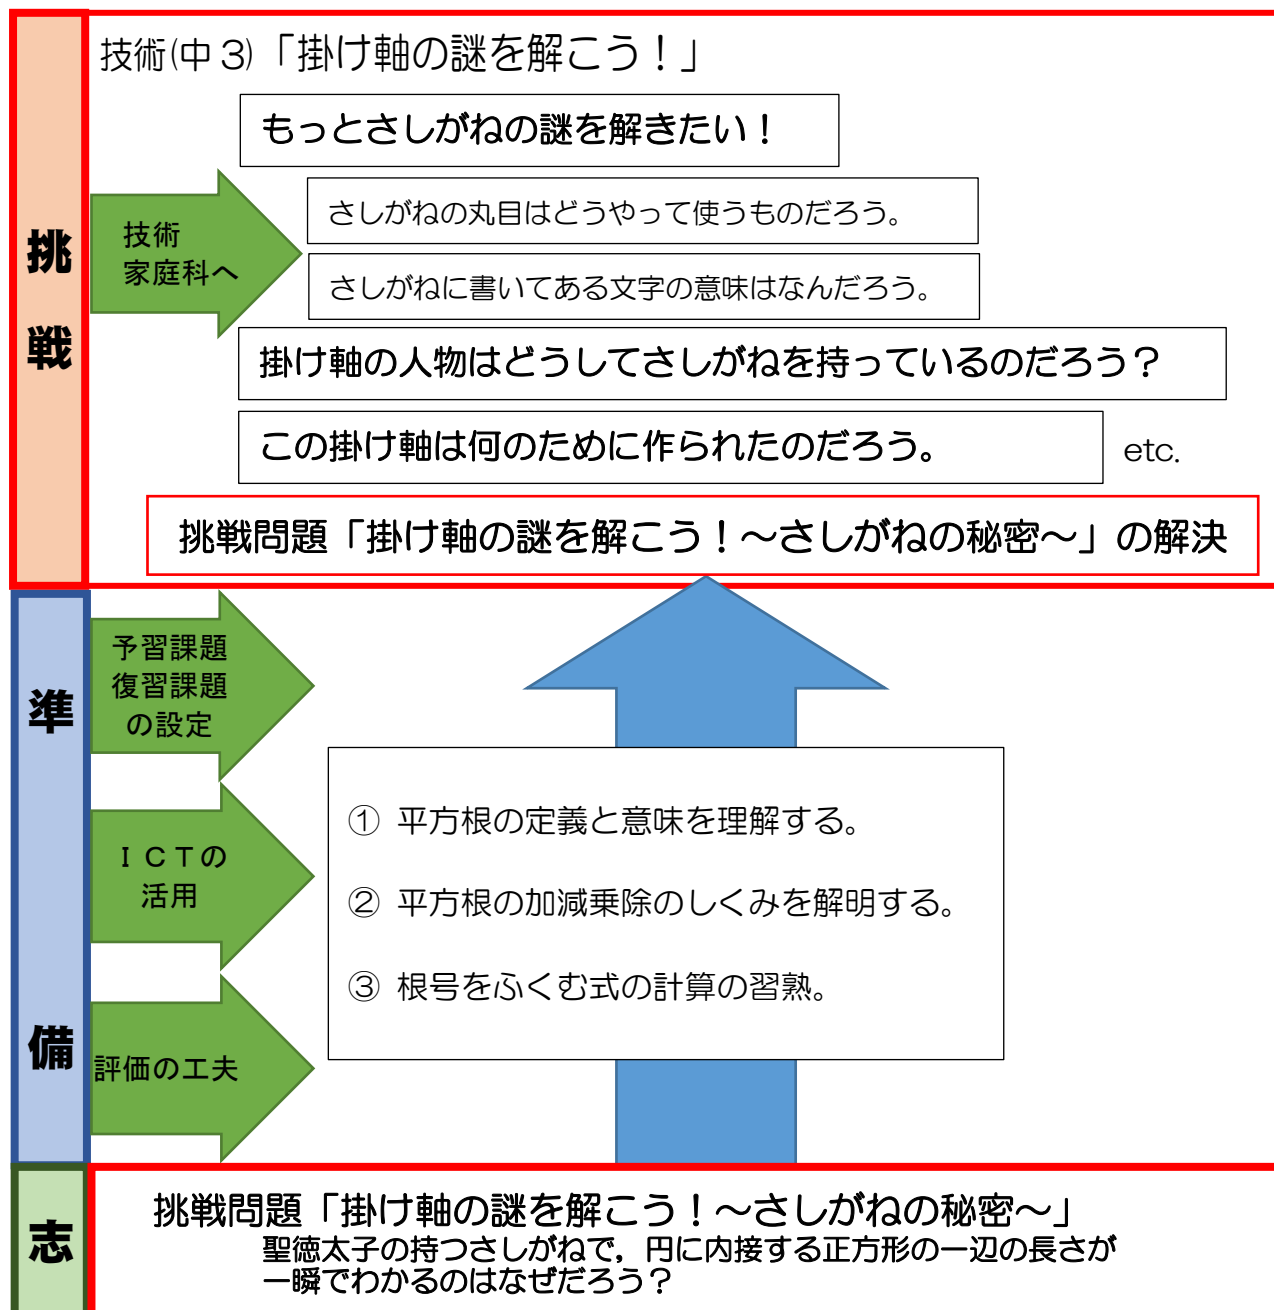 技術(中３)「掛け軸の謎を解こう！」
もっとさしがねの謎を解きたい！
技術
家庭科へ
さしがねの丸目はどうやって使うものだろう。
さしがねに書いてある文字の意味はなんだろう。
挑
戦
掛け軸の人物はどうしてさしがねを持っているのだろう？
この掛け軸は何のために作られたのだろう。
etc.
挑戦問題「掛け軸の謎を解こう！～さしがねの秘密～」の解決
準
備
予習課題
復習課題
の設定
ＩＣＴの
活用
評価の工夫
① 平方根の定義と意味を理解する。
② 平方根の加減乗除のしくみを解明する。
③ 根号をふくむ式の計算の習熟。
志
挑戦問題「掛け軸の謎を解こう！～さしがねの秘密～」
聖徳太子の持つさしがねで，円に内接する正方形の一辺の長さが
一瞬でわかるのはなぜだろう？